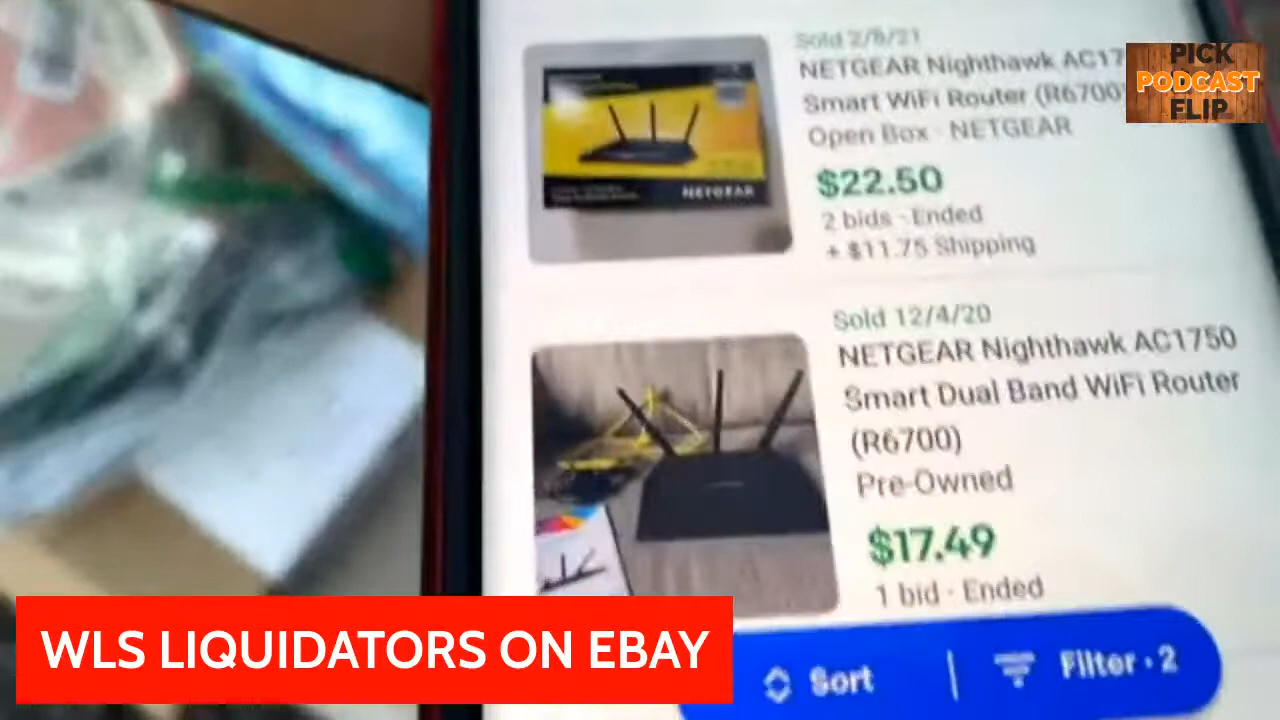 Sold 2/8/21
NETGEAR Nighthawk AC17
Smart WiFi Router (R6700)
Open Box · NETGEAR
$22.50
2 bids · Ended
+ $11.75 Shipping
NETGEAR
PICK
PODCAST
FLIP
Sold 12/4/20
NETGEAR Nighthawk AC1750
Smart Dual Band WiFi Router
(R6700)
Pre-Owned
$17.49
1 bid · Ended
Sort
Filter · 2
WLS LIQUIDATORS ON EBAY